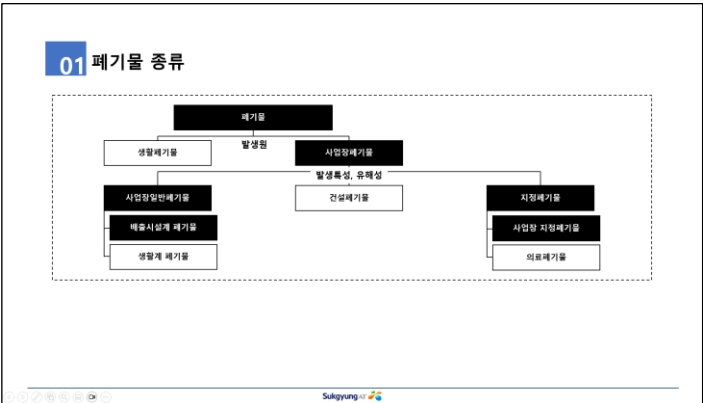 01 폐기물 종류
폐기물
발생원
생활폐기물
사업장폐기물
발생특성, 유해성
사업장일반폐기물
건설폐기물
지정폐기물
배출시설계 폐기물
사업장 지정폐기물
생활계 폐기물
의료폐기물
Sukgyung AT